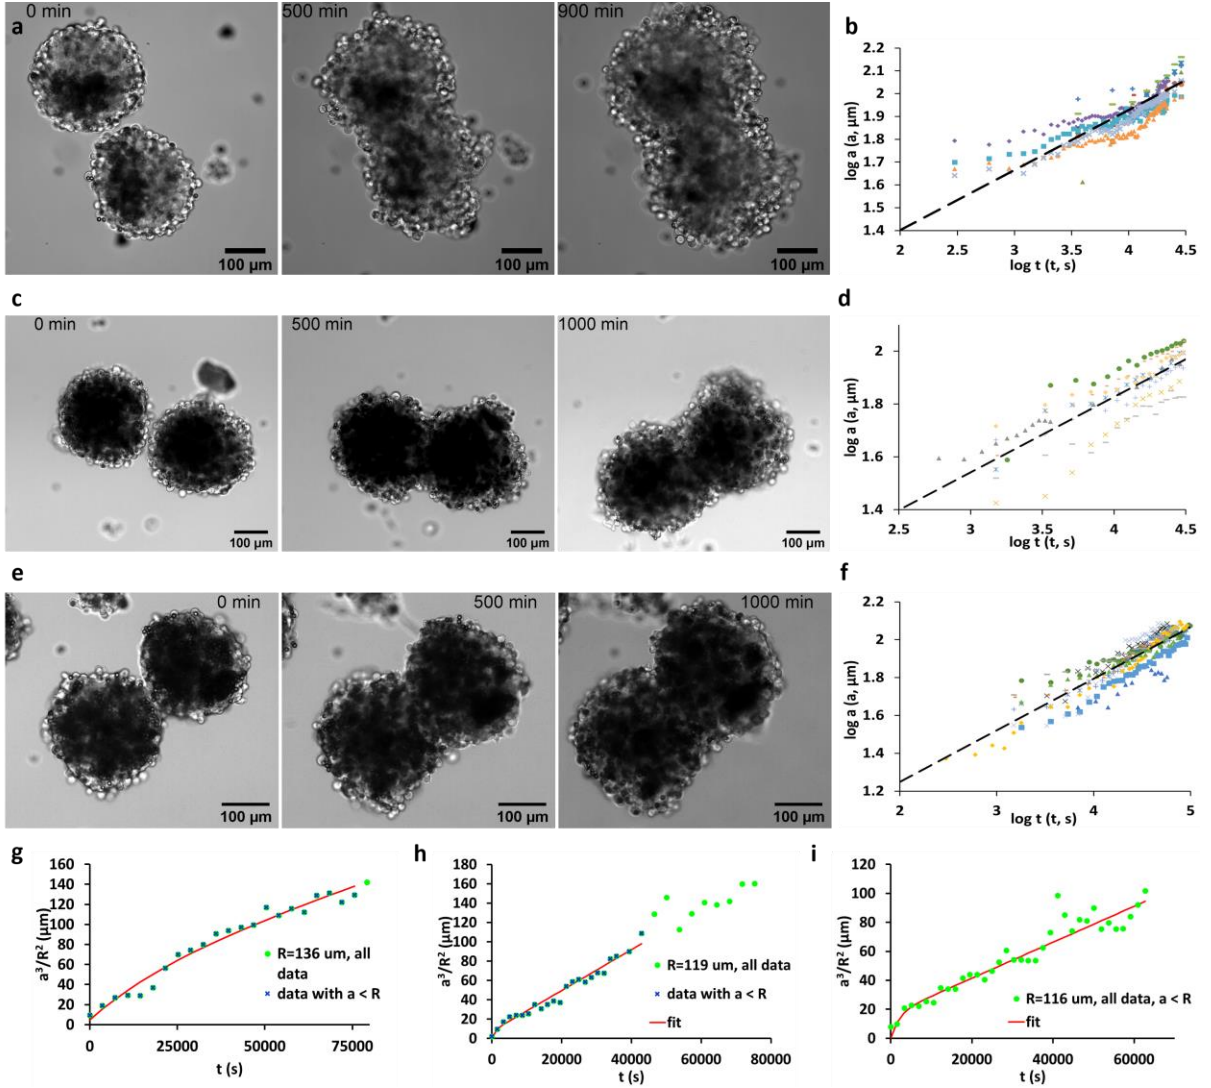 a
0 min
500 min
900 min
100 µm
100 µm
100 µm
b
2.2
2.1
2
1.9
1.8
1.7
1.6
1.5
1.4
log a (a, µm)
2
2.5
3
3.5
4
4.5
log t (t, s)
c
0 min
500 min
1000 min
100 µm
100 µm
100 µm
d
2
1.8
1.6
1.4
log a (a, µm)
2.5
3
3.5
4
4.5
log t (t, s)
e
0 min
500 min
1000 min
100 µm
100 µm
100 µm
f
2.2
2
1.8
1.6
1.4
1.2
log a (a, µm)
2
3
4
5
log t (t, s)
g
160
140
120
100
80
60
40
20
0
a³/R² (µm)
R=136 um, all
data
data with a < R
0
25000
50000
75000
t (s)
h
180
160
140
120
100
80
60
40
20
0
a³/R² (µm)
R=119 um, all data
data with a < R
fit
0
20000
40000
60000
80000
t (s)
i
120
100
80
60
40
20
0
a³/R² (µm)
R=116 um, all data, a < R
fit
0
20000
40000
60000
t (s)